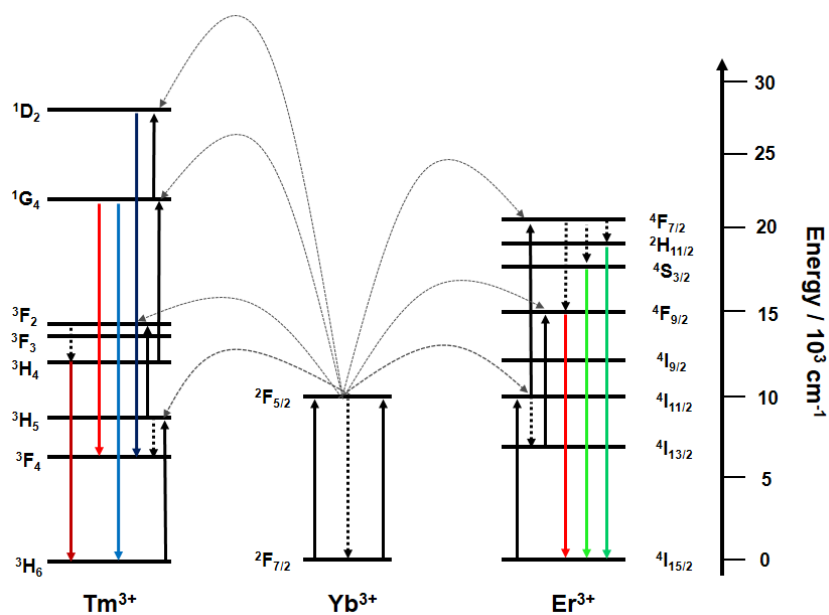 ¹D₂
¹G₄
³F₂
³F₃
³H₄
³H₅
³F₄
³H₆
Tm³⁺
²F₅/₂
²F₇/₂
Yb³⁺
⁴F₇/₂
²H₁₁/₂
⁴S₃/₂
⁴F₉/₂
⁴I₉/₂
⁴I₁₁/₂
⁴I₁₃/₂
⁴I₁₅/₂
Er³⁺
30
25
20
15
10
5
0
Energy / 10³ cm⁻¹